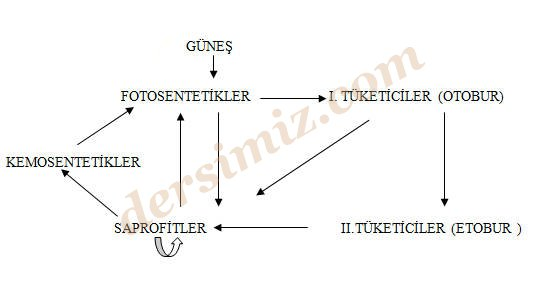 GÜNEŞ
FOTOSENTETİKLER
I. TÜKETİCİLER (OTOBUR)
KEMOSENTETİKLER
SAPROFİTLER
II.TÜKETİCİLER (ETOBUR )
dersimiz.com